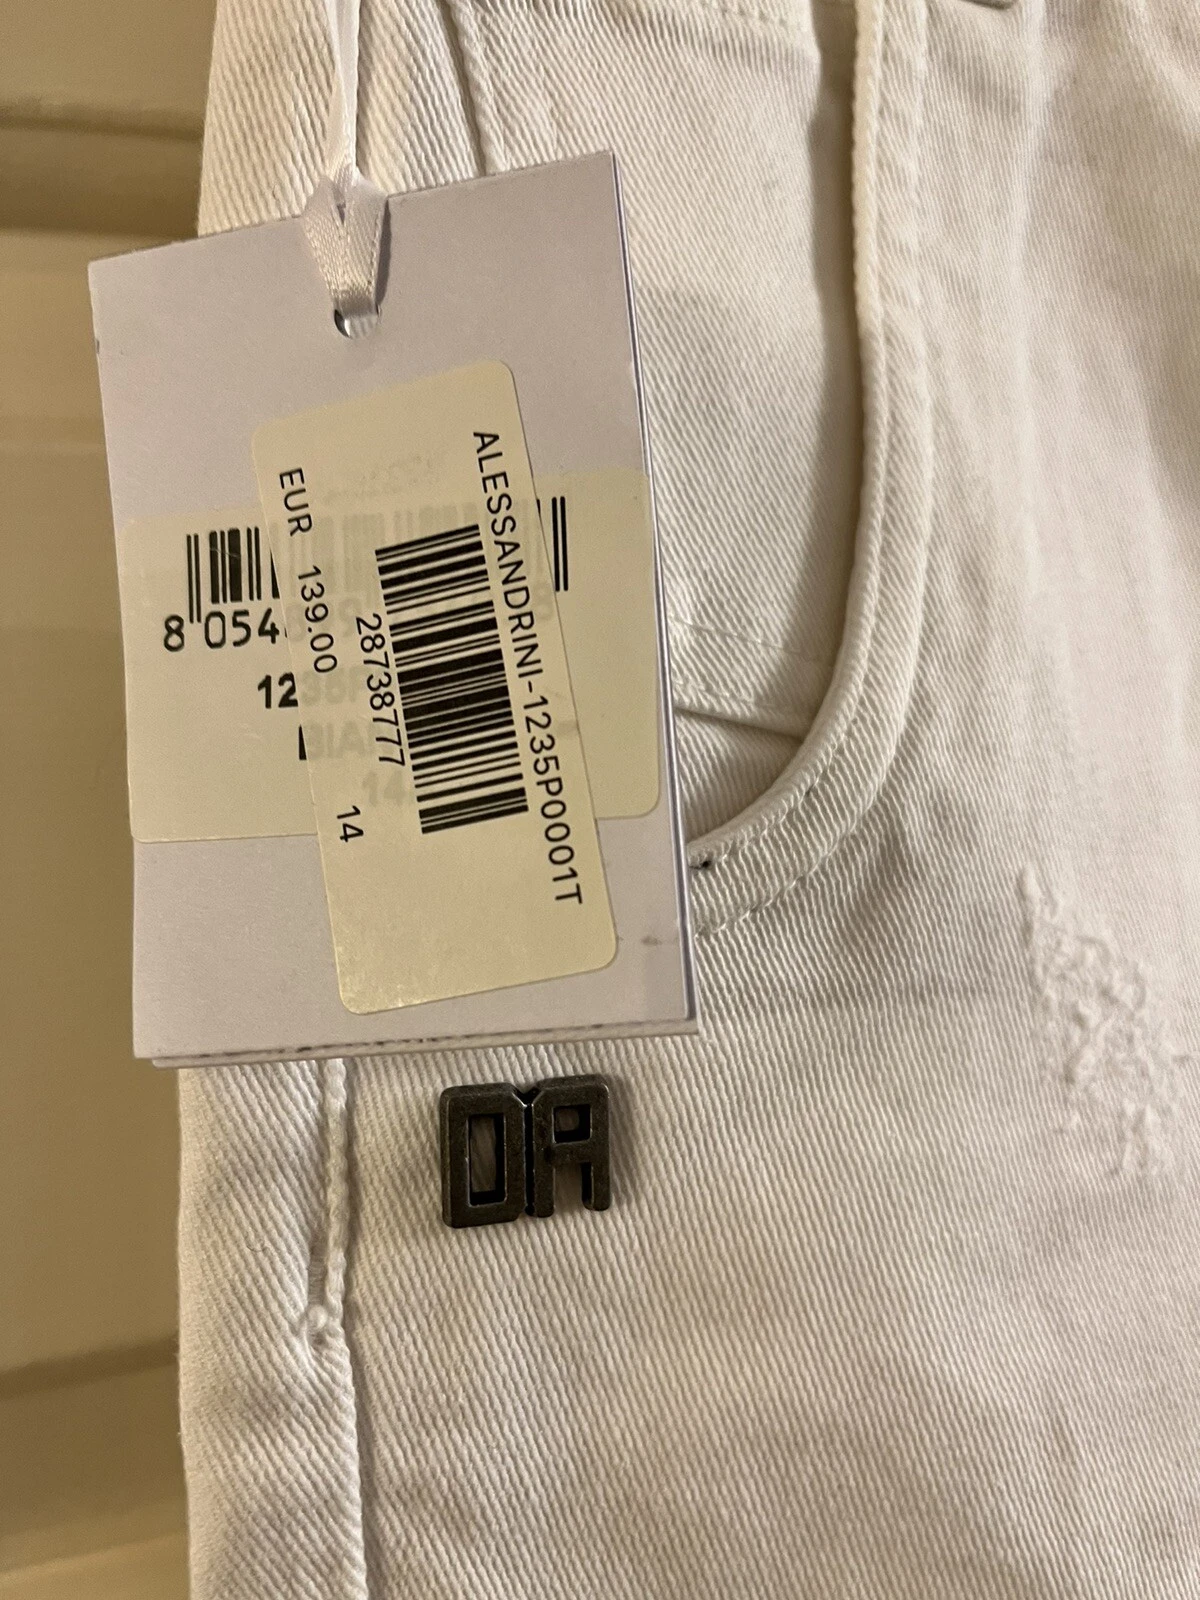 ALESSANDRINI-1235P0001T
28738777
EUR 139.00 14
8 054
12
DA